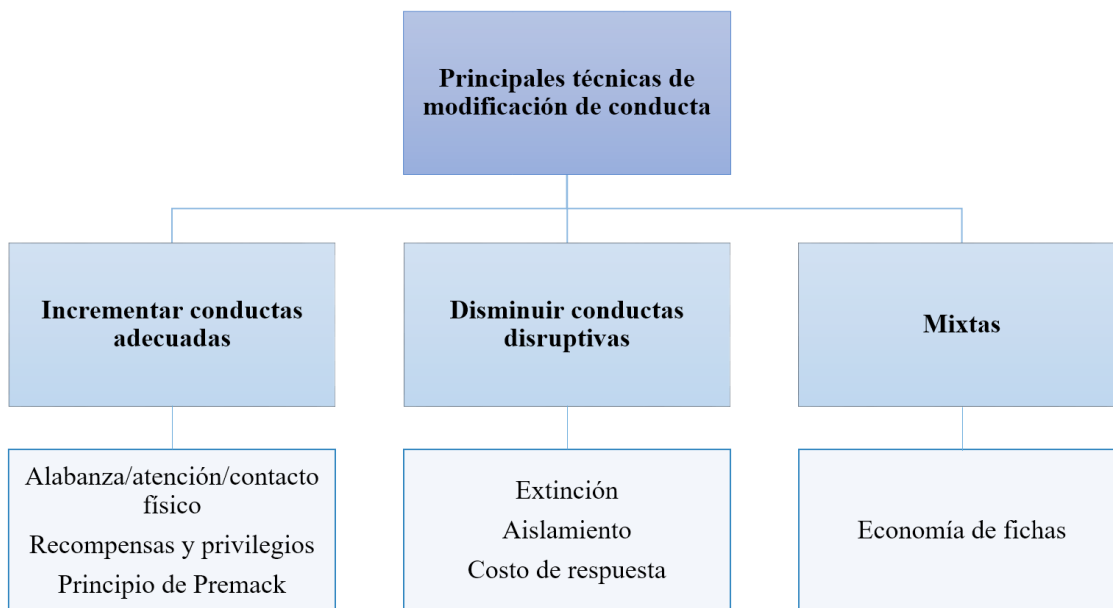 Principales técnicas de
modificación de conducta
Incrementar conductas
adecuadas
Disminuir conductas
disruptivas
Mixtas
Alabanza/atención/contacto
físico
Recompensas y privilegios
Principio de Premack
Extinción
Aislamiento
Costo de respuesta
Economía de fichas